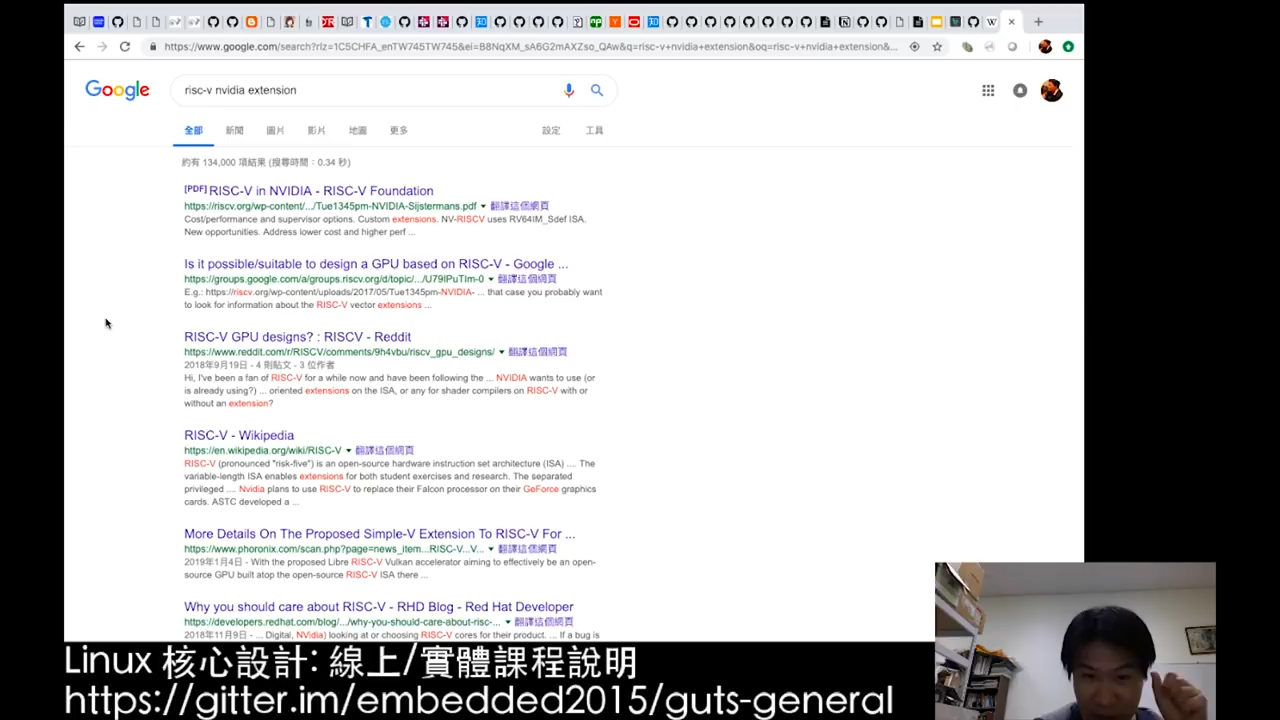 https://www.google.com/search?rlz=1C5CHFA_enTW745TW745&ei=B8NqXM_sA6G2mAXZso_QAw&q=risc-v+nvidia+extension&oq=risc-v+nvidia+extension&...
Google
risc-v nvidia extension
全部 新聞 圖片 影片 地圖 更多 設定 工具
約有 134,000 項結果 (搜尋時間：0.34 秒)
[PDF] RISC-V in NVIDIA - RISC-V Foundation
https://riscv.org/wp-content/.../Tue1345pm-NVIDIA-Sijstermans.pdf ▼ 翻譯這個網頁
Cost/performance and supervisor options. Custom extensions. NV-RISCV uses RV64IM_Sdef ISA.
New opportunities. Address lower cost and higher perf ...
Is it possible/suitable to design a GPU based on RISC-V - Google ...
https://groups.google.com/a/groups.riscv.org/d/topic/.../U79IPuTIm-0 ▼ 翻譯這個網頁
E.g.: https://riscv.org/wp-content/uploads/2017/05/Tue1345pm-NVIDIA- ... that case you probably want
to look for information about the RISC-V vector extensions ...
RISC-V GPU designs? : RISCV - Reddit
https://www.reddit.com/r/RISCV/comments/9h4vbu/riscv_gpu_designs/ ▼ 翻譯這個網頁
2018年9月19日 - 4 則貼文 - 3 位作者
Hi, I've been a fan of RISC-V for a while now and have been following the ... NVIDIA wants to use (or
is already using?) ... oriented extensions on the ISA, or any for shader compilers on RISC-V with or
without an extension?
RISC-V - Wikipedia
https://en.wikipedia.org/wiki/RISC-V ▼ 翻譯這個網頁
RISC-V (pronounced "risk-five") is an open-source hardware instruction set architecture (ISA) .... The
variable-length ISA enables extensions for both student exercises and research. The separated
privileged .... Nvidia plans to use RISC-V to replace their Falcon processor on their GeForce graphics
cards. ASTC developed a ...
More Details On The Proposed Simple-V Extension To RISC-V For ...
https://www.phoronix.com/scan.php?page=news_item...RISC-V...V... ▼ 翻譯這個網頁
2019年1月4日 - With the proposed Libre RISC-V Vulkan accelerator aiming to effectively be an open-
source GPU built atop the open-source RISC-V ISA there ...
Why you should care about RISC-V - RHD Blog - Red Hat Developer
https://developers.redhat.com/blog/.../why-you-should-care-about-risc-... ▼ 翻譯這個網頁
2018年11月9日 - ... Digital, NVidia) looking at or choosing RISC-V cores for their product. ... If a bug is
Linux 核心設計: 線上/實體課程說明
https://gitter.im/embedded2015/guts-general